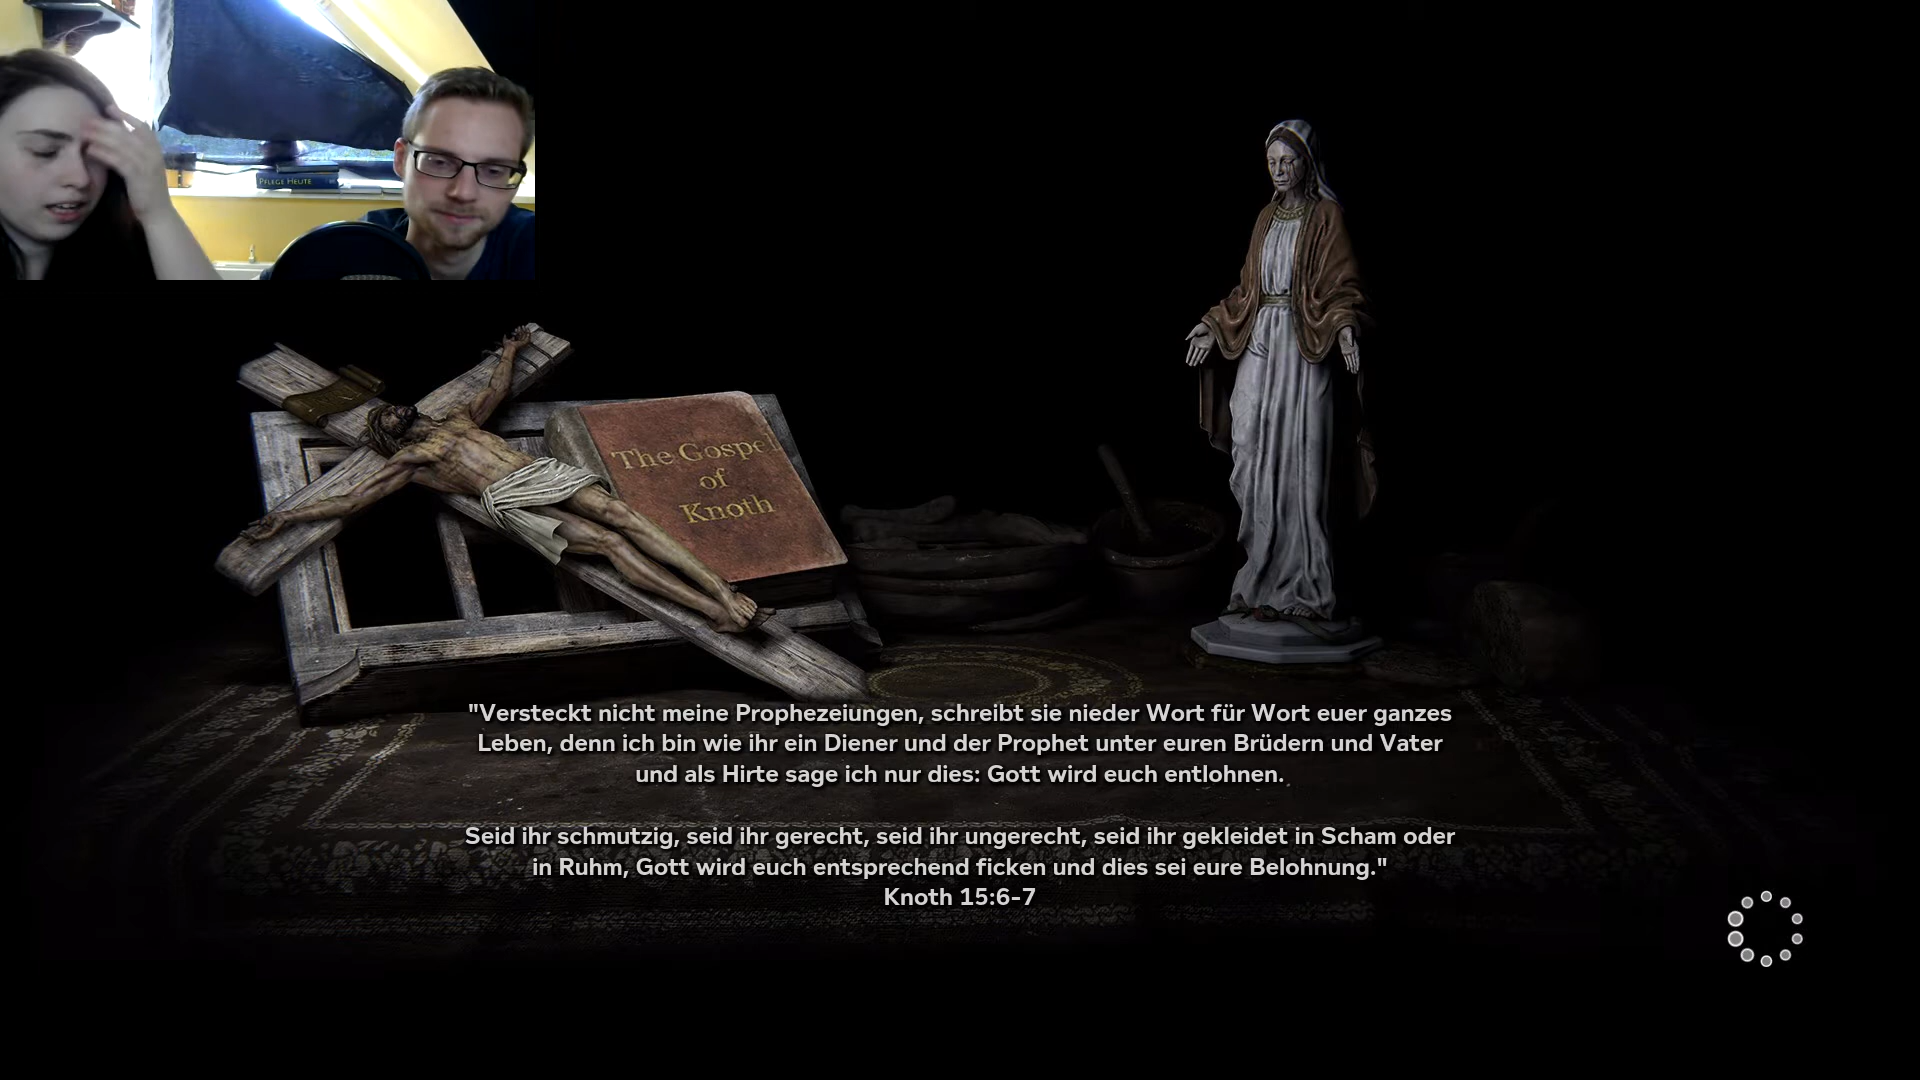 PFLEGE HEUTE
The Gospel
of
Knoth
"Versteckt nicht meine Prophezeiungen, schreibt sie nieder Wort für Wort euer ganzes
Leben, denn ich bin wie ihr ein Diener und der Prophet unter euren Brüdern und Vater
und als Hirte sage ich nur dies: Gott wird euch entlohnen.
Seid ihr schmutzig, seid ihr gerecht, seid ihr ungerecht, seid ihr gekleidet in Scham oder
in Ruhm, Gott wird euch entsprechend ficken und dies sei eure Belohnung."
Knoth 15:6-7